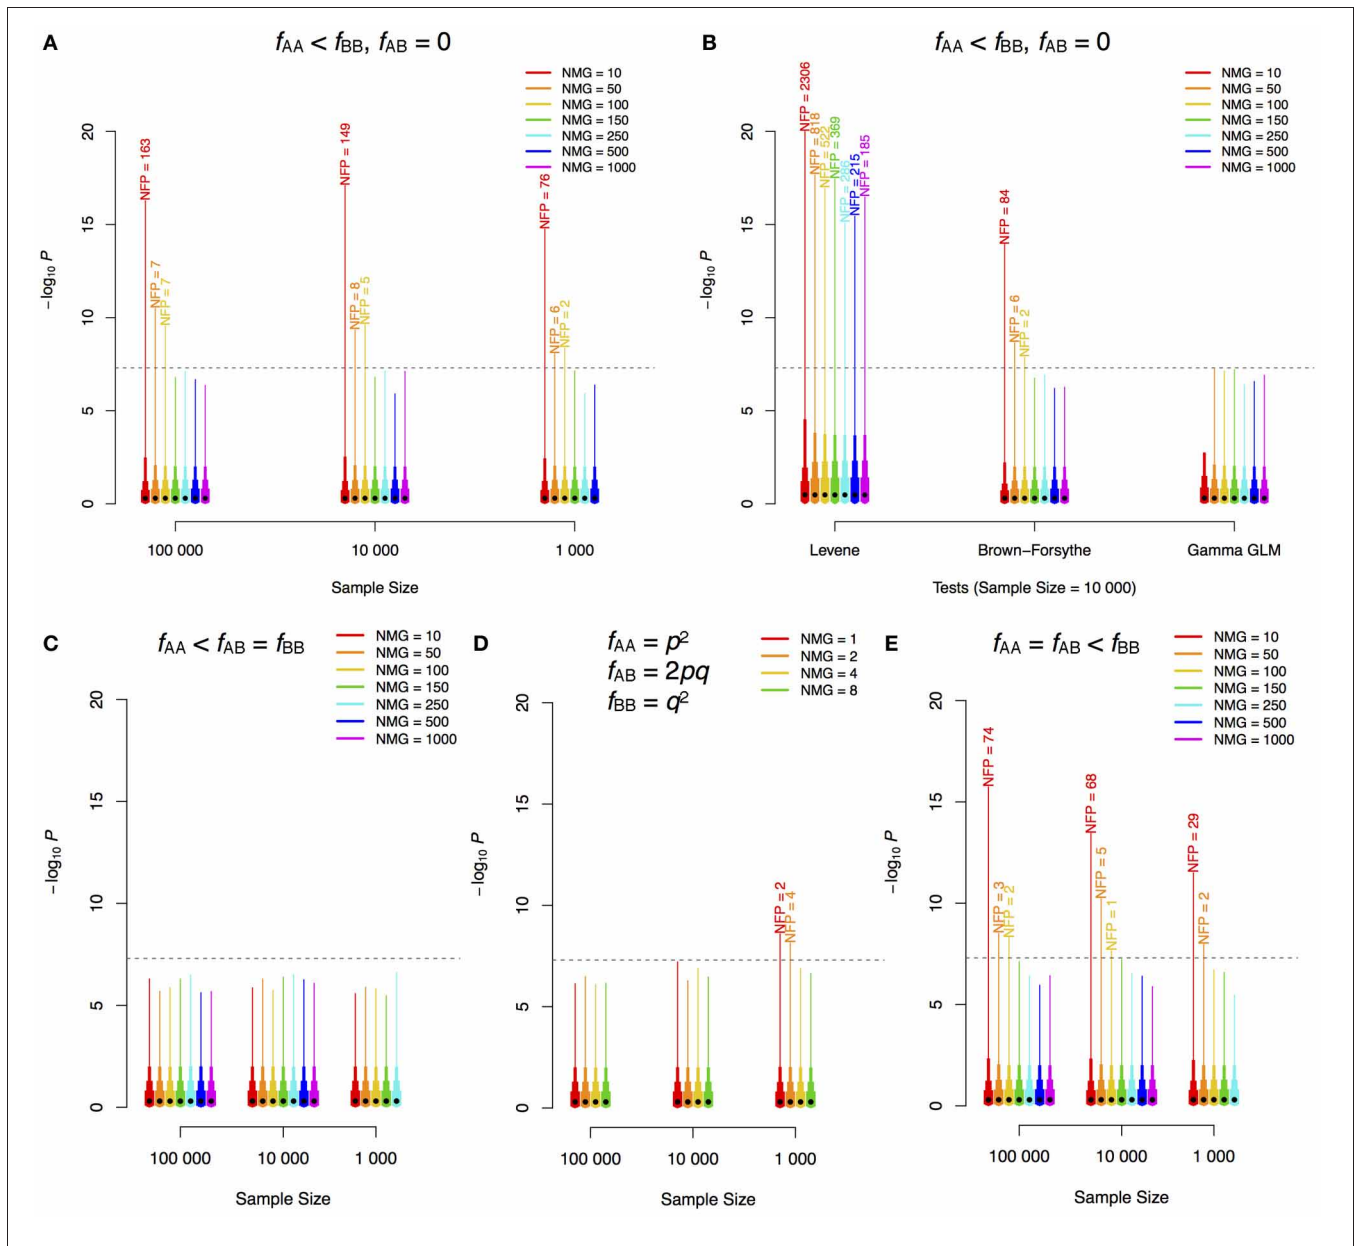 A
fAA < fBB, fAB = 0
NMG = 10
NMG = 50
NMG = 100
NMG = 150
NMG = 250
NMG = 500
NMG = 1000
−log10 P
20
15
10
5
0
NFP = 163
NFP = 7
NFP = 7
NFP = 149
NFP = 8
NFP = 5
NFP = 76
NFP = 6
NFP = 2
100 000
10 000
1 000
Sample Size
B
fAA < fBB, fAB = 0
NMG = 10
NMG = 50
NMG = 100
NMG = 150
NMG = 250
NMG = 500
NMG = 1000
−log10 P
20
15
10
5
0
NFP = 2306
NFP = 818
NFP = 522
NFP = 369
NFP = 286
NFP = 215
NFP = 185
NFP = 84
NFP = 6
NFP = 2
Levene
Brown−Forsythe
Gamma GLM
Tests (Sample Size = 10 000)
C
fAA < fAB = fBB
NMG = 10
NMG = 50
NMG = 100
NMG = 150
NMG = 250
NMG = 500
NMG = 1000
−log10 P
20
15
10
5
0
100 000
10 000
1 000
Sample Size
D
fAA = p²
fAB = 2pq
fBB = q²
NMG = 1
NMG = 2
NMG = 4
NMG = 8
−log10 P
20
15
10
5
0
NFP = 2
NFP = 4
100 000
10 000
1 000
Sample Size
E
fAA = fAB < fBB
NMG = 10
NMG = 50
NMG = 100
NMG = 150
NMG = 250
NMG = 500
NMG = 1000
−log10 P
20
15
10
5
0
NFP = 74
NFP = 3
NFP = 2
NFP = 68
NFP = 5
NFP = 1
NFP = 29
NFP = 2
100 000
10 000
1 000
Sample Size